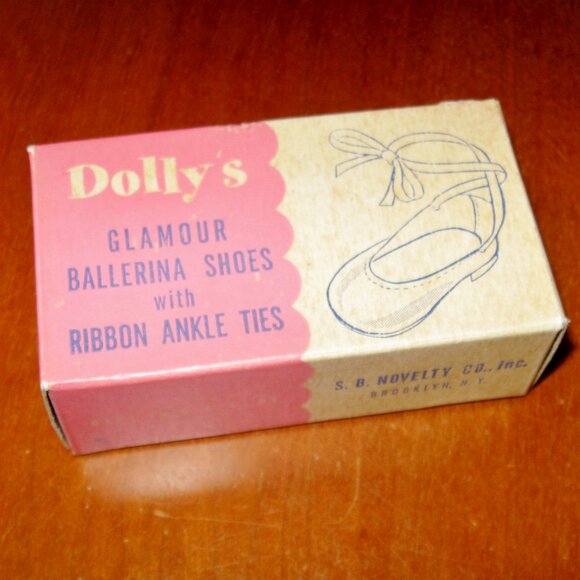 Dolly's
GLAMOUR
BALLERINA SHOES
with
RIBBON ANKLE TIES
S. B. NOVELTY CO., Inc.
BROOKLYN, N. Y.